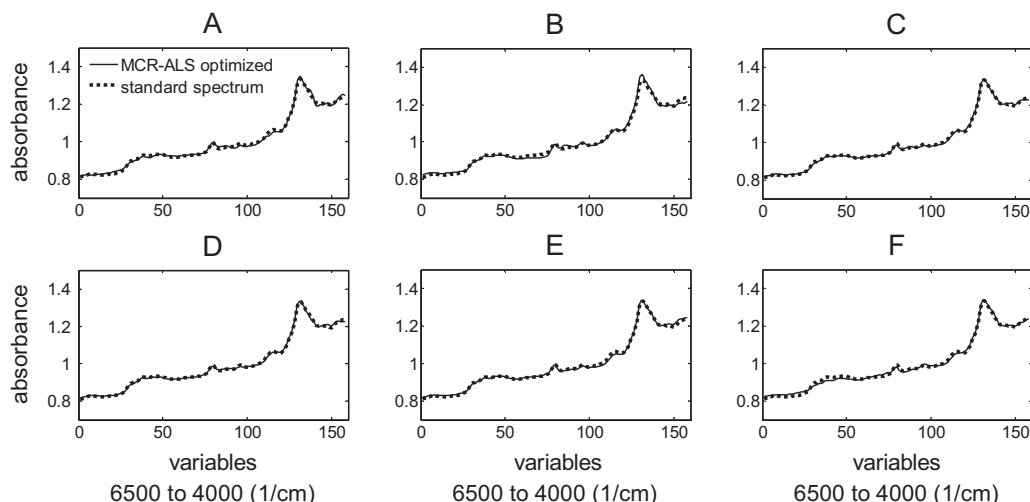 A B C
absorbance
1.4
1.2
1
0.8
MCR-ALS optimized
standard spectrum
0 50 100 150
1.4
1.2
1
0.8
0 50 100 150
1.4
1.2
1
0.8
0 50 100 150
D E F
absorbance
1.4
1.2
1
0.8
0 50 100 150
variables
6500 to 4000 (1/cm)
1.4
1.2
1
0.8
0 50 100 150
variables
6500 to 4000 (1/cm)
1.4
1.2
1
0.8
0 50 100 150
variables
6500 to 4000 (1/cm)